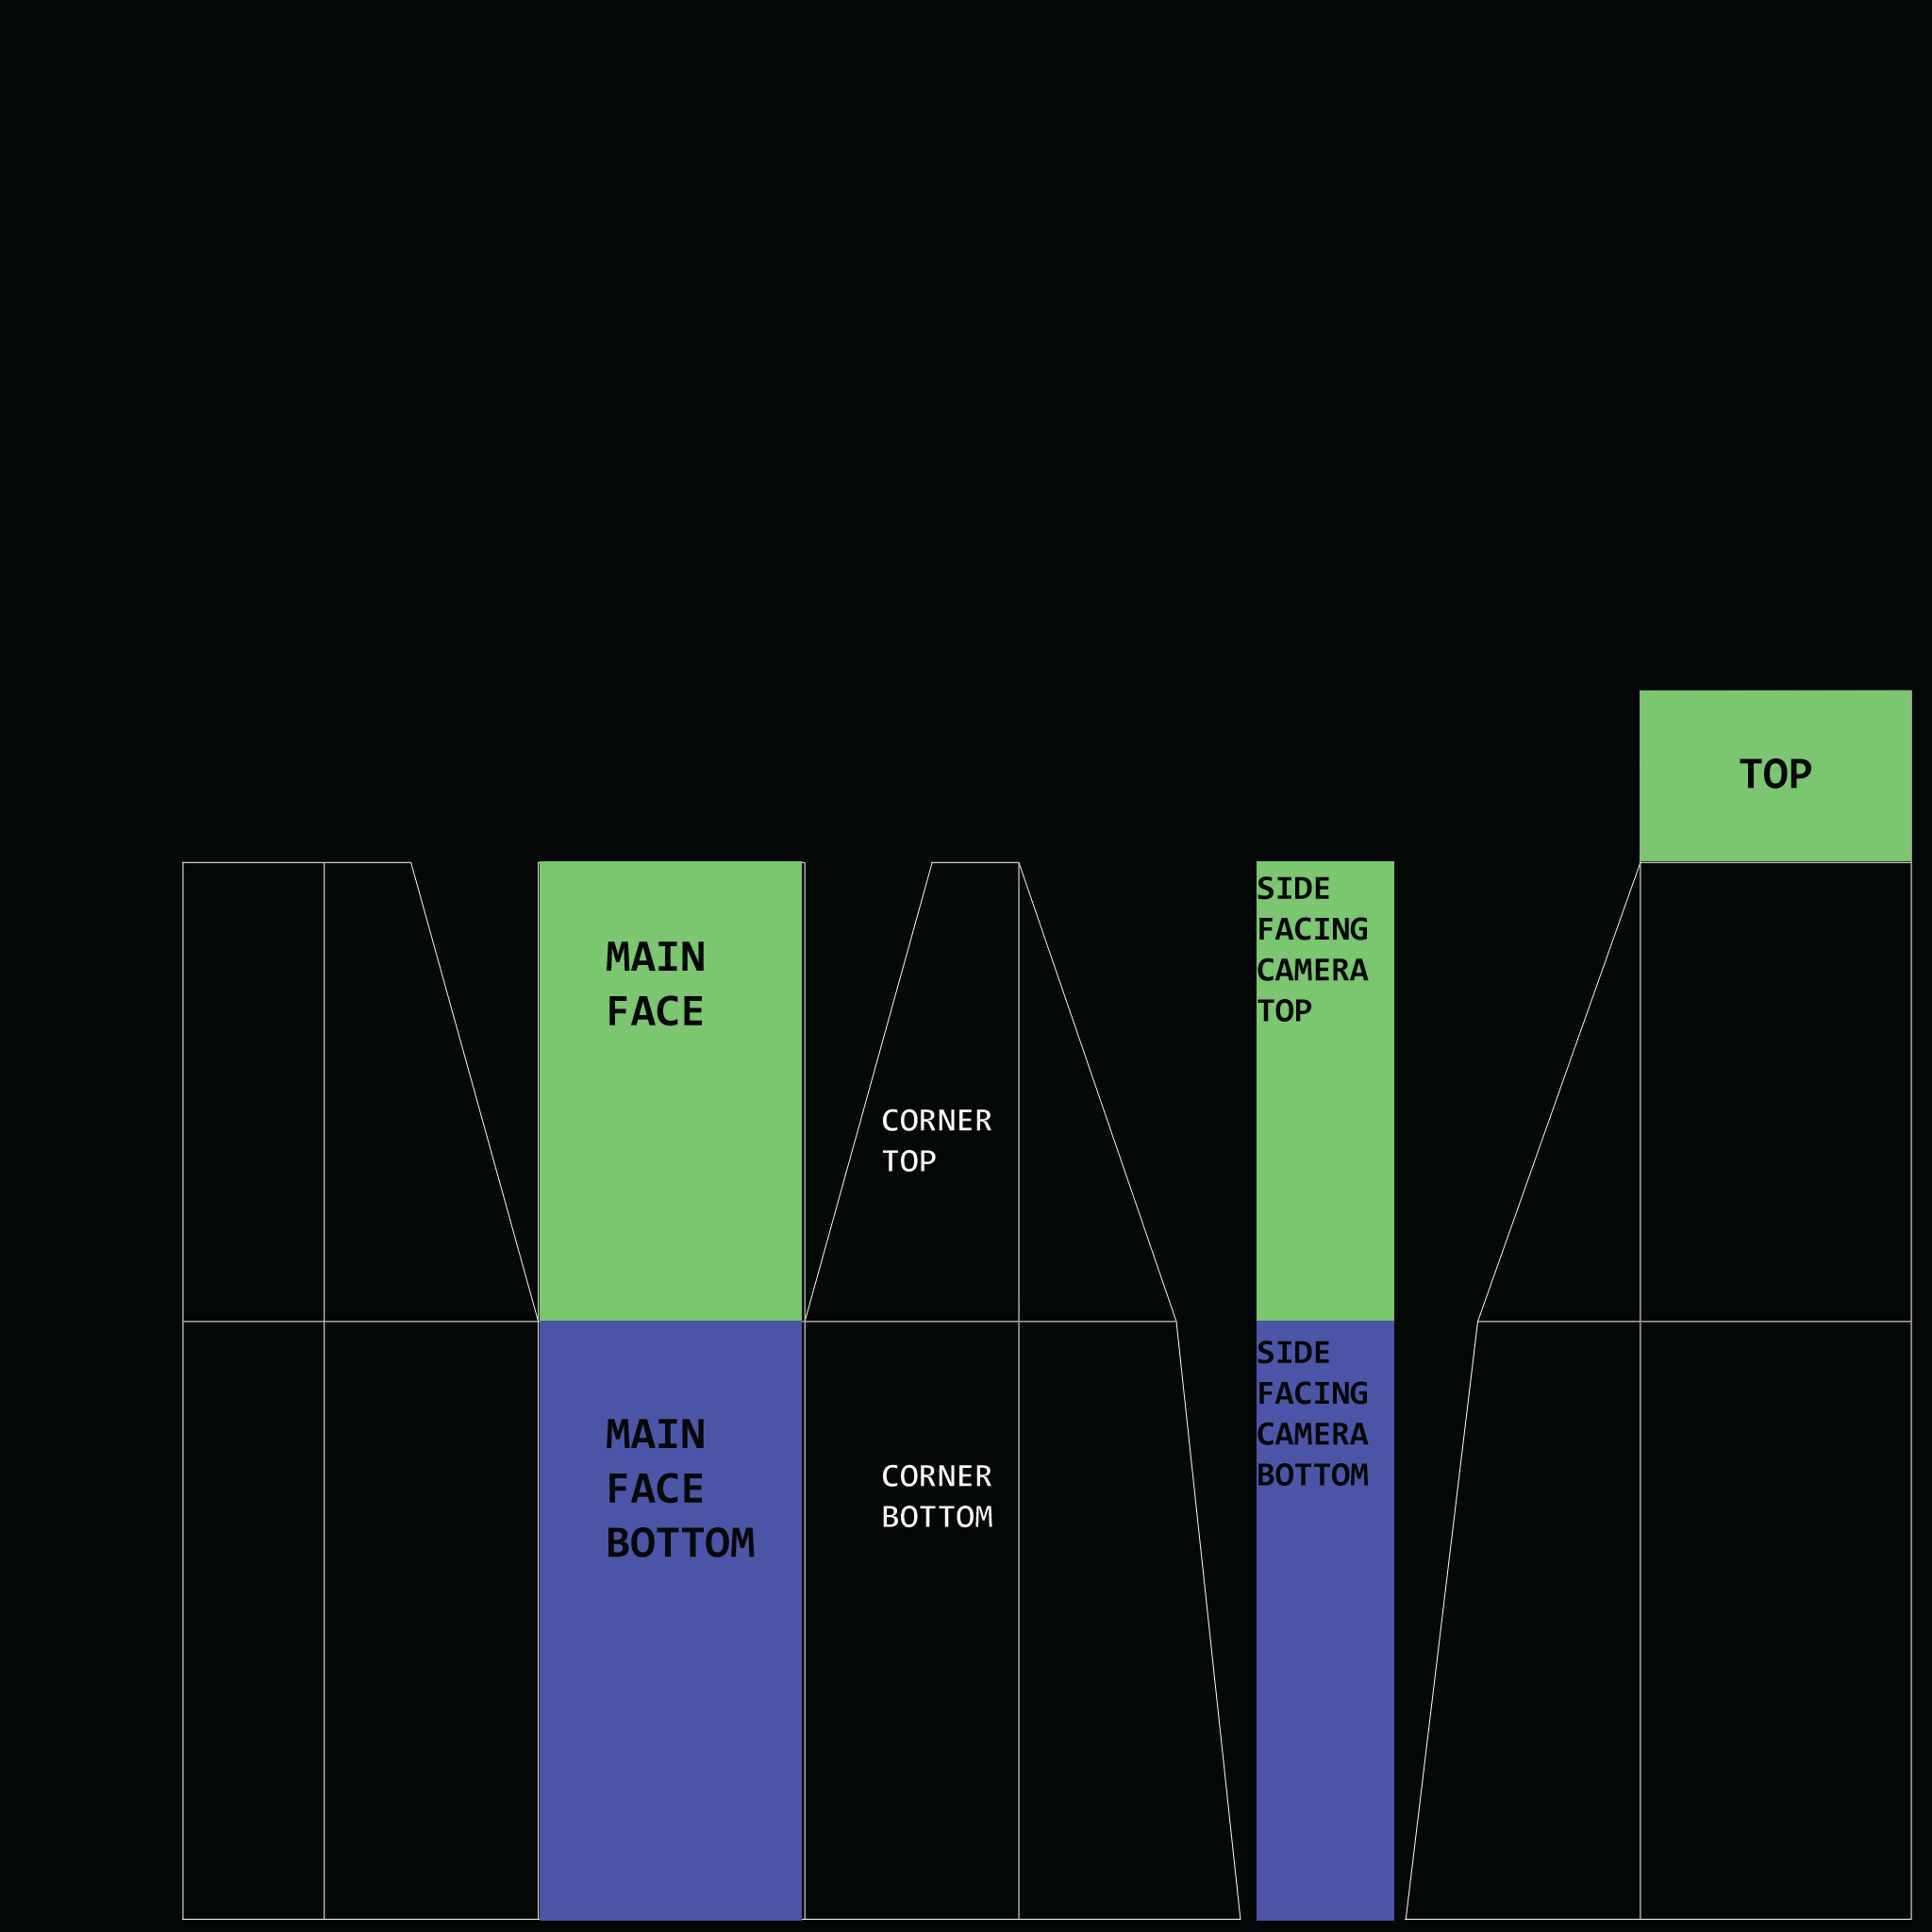 TOP
MAIN
FACE
SIDE
FACING
CAMERA
TOP
CORNER
TOP
MAIN
FACE
BOTTOM
CORNER
BOTTOM
SIDE
FACING
CAMERA
BOTTOM